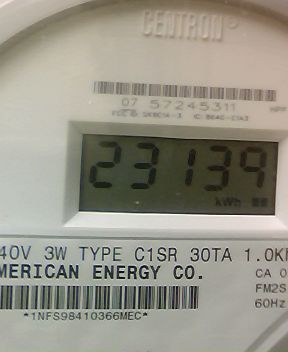 CENTRON®
07 57245311
23139
kWh
40V 3W TYPE C1SR 30TA 1.0K
MERICAN ENERGY CO.
CA 0
FM2S
60Hz
*1NFS98410366MEC*